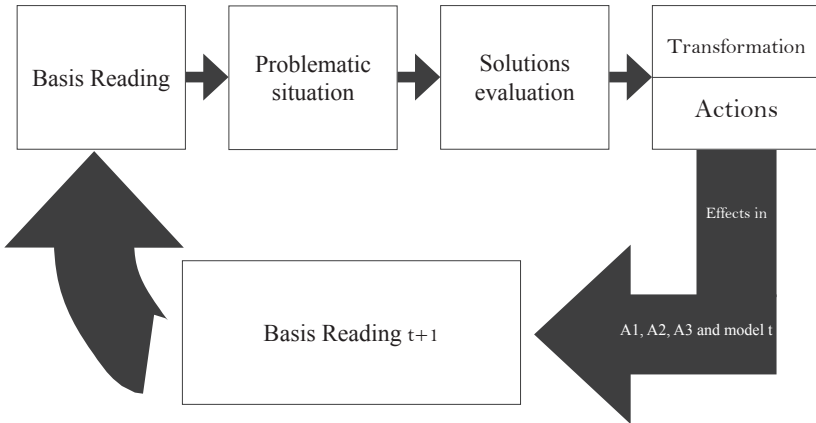 Basis Reading
Problematic
situation
Solutions
evaluation
Transformation
Actions
Effects in
A1, A2, A3 and model t
Basis Reading t+1